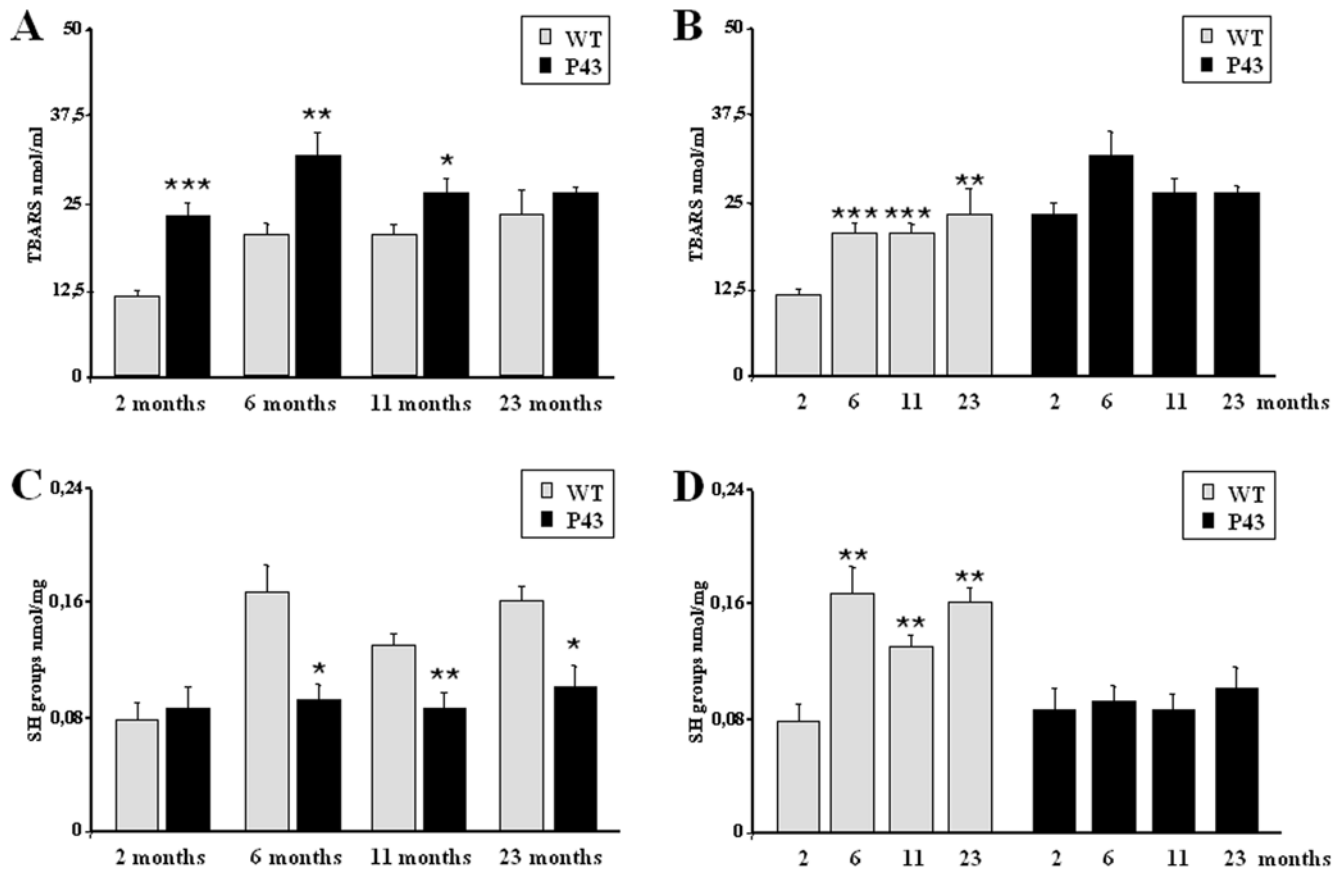 A
50
37,5
25
12,5
0
TBARS nmol/ml
WT
P43
***
**
*
2 months
6 months
11 months
23 months
B
50
37,5
25
12,5
0
TBARS nmol/ml
WT
P43
***
***
**
2
6
11
23
2
6
11
23
months
C
0,24
0,16
0,08
0
SH groups nmol/mg
WT
P43
*
**
*
2 months
6 months
11 months
23 months
D
0,24
0,16
0,08
0
SH groups nmol/mg
WT
P43
**
**
**
2
6
11
23
2
6
11
23
months